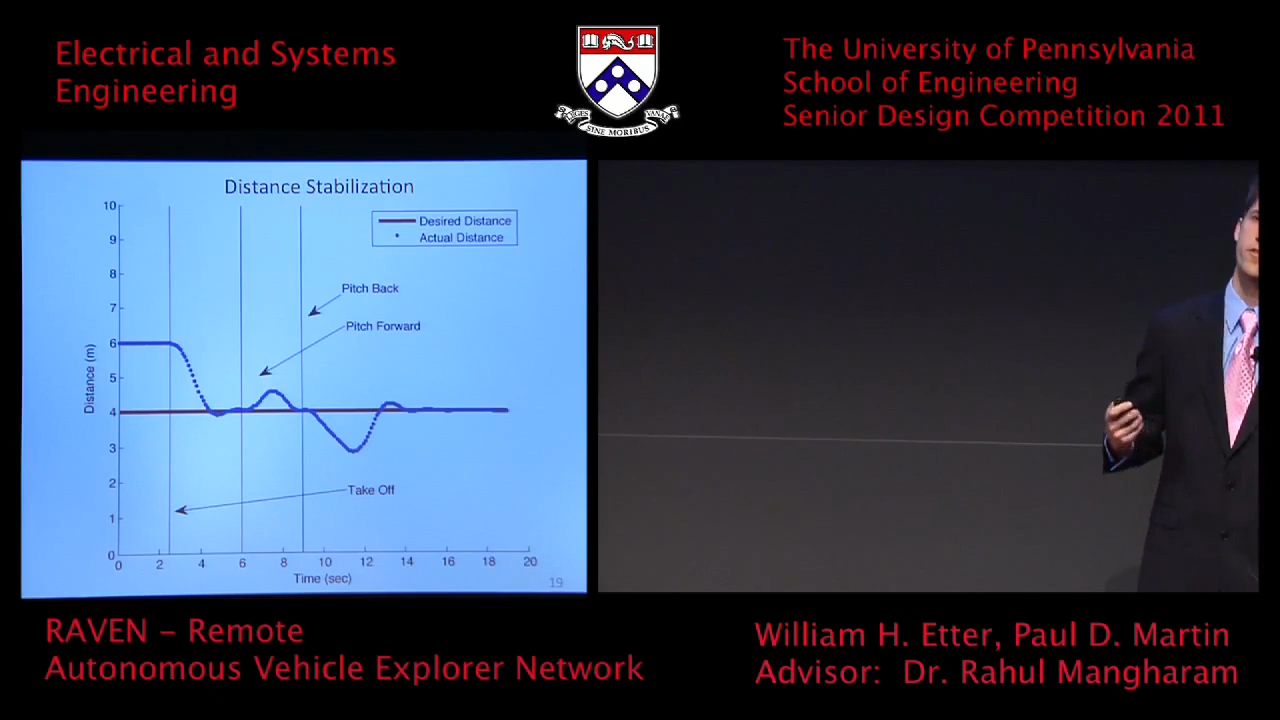 Electrical and Systems
Engineering
The University of Pennsylvania
School of Engineering
Senior Design Competition 2011
SINE MORIBUS
Distance Stabilization
Desired Distance
Actual Distance
Pitch Back
Pitch Forward
Take Off
Distance (m)
10
9
8
7
6
5
4
3
2
1
0
0 2 4 6 8 10 12 14 16 18 20
Time (sec)
19
RAVEN - Remote
Autonomous Vehicle Explorer Network
William H. Etter, Paul D. Martin
Advisor: Dr. Rahul Mangharam